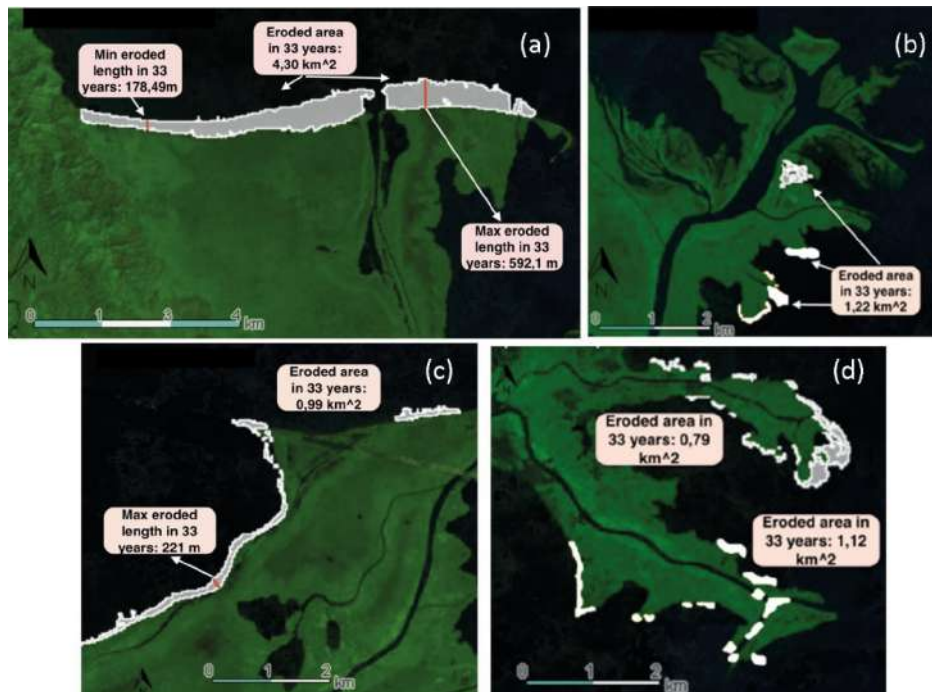 (a)
Min eroded
length in 33
years: 178,49m
Eroded area
in 33 years:
4,30 km^2
Max eroded
length in 33
years: 592,1 m
N
0 1 2 3 4
km
(b)
Eroded area
in 33 years:
1,22 km^2
N
0 1 2
km
(c)
Eroded area
in 33 years:
0,99 km^2
Max eroded
length in 33
years: 221 m
0 1 2
km
(d)
Eroded area in
33 years: 0,79
km^2
Eroded area in
33 years: 1,12
km^2
0 1 2
km